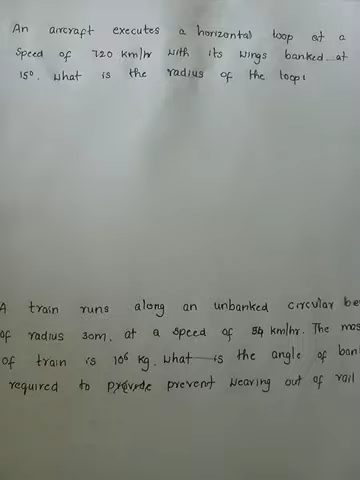 An aircraft executes a horizontal loop at a
speed of 720 km/hr with its wings banked at
15°. What is the radius of the loop?
A train runs along an unbanked circular be
of radius 30m, at a speed of 54 km/hr. The mas
of train is 10⁶ kg. What is the angle of ban
required to prevent wearing out of rail